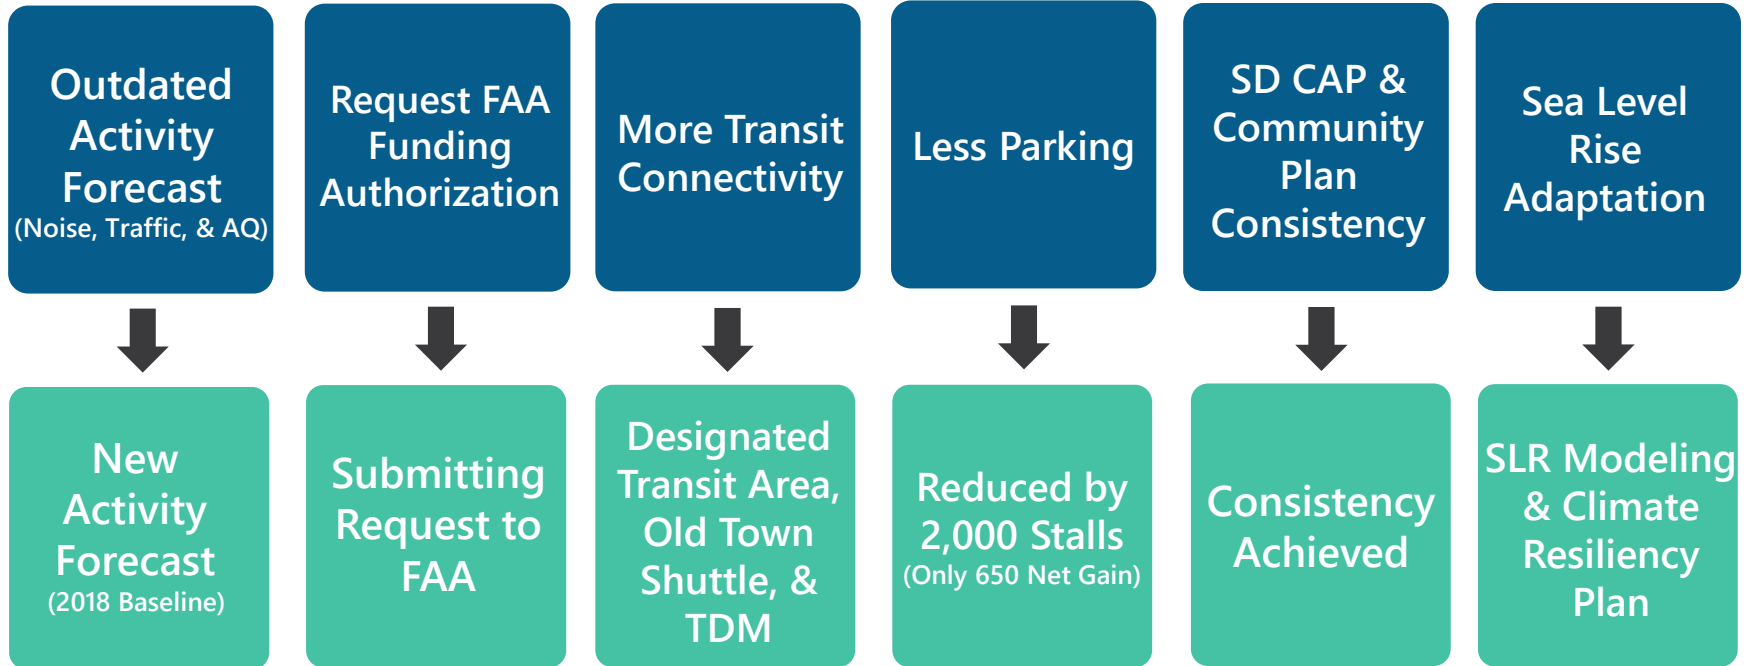 Outdated
Activity
Forecast
(Noise, Traffic, & AQ)
Request FAA
Funding
Authorization
More Transit
Connectivity
Less Parking
SD CAP &
Community
Plan
Consistency
Sea Level
Rise
Adaptation
New
Activity
Forecast
(2018 Baseline)
Submitting
Request to
FAA
Designated
Transit Area,
Old Town
Shuttle, &
TDM
Reduced by
2,000 Stalls
(Only 650 Net Gain)
Consistency
Achieved
SLR Modeling
& Climate
Resiliency
Plan